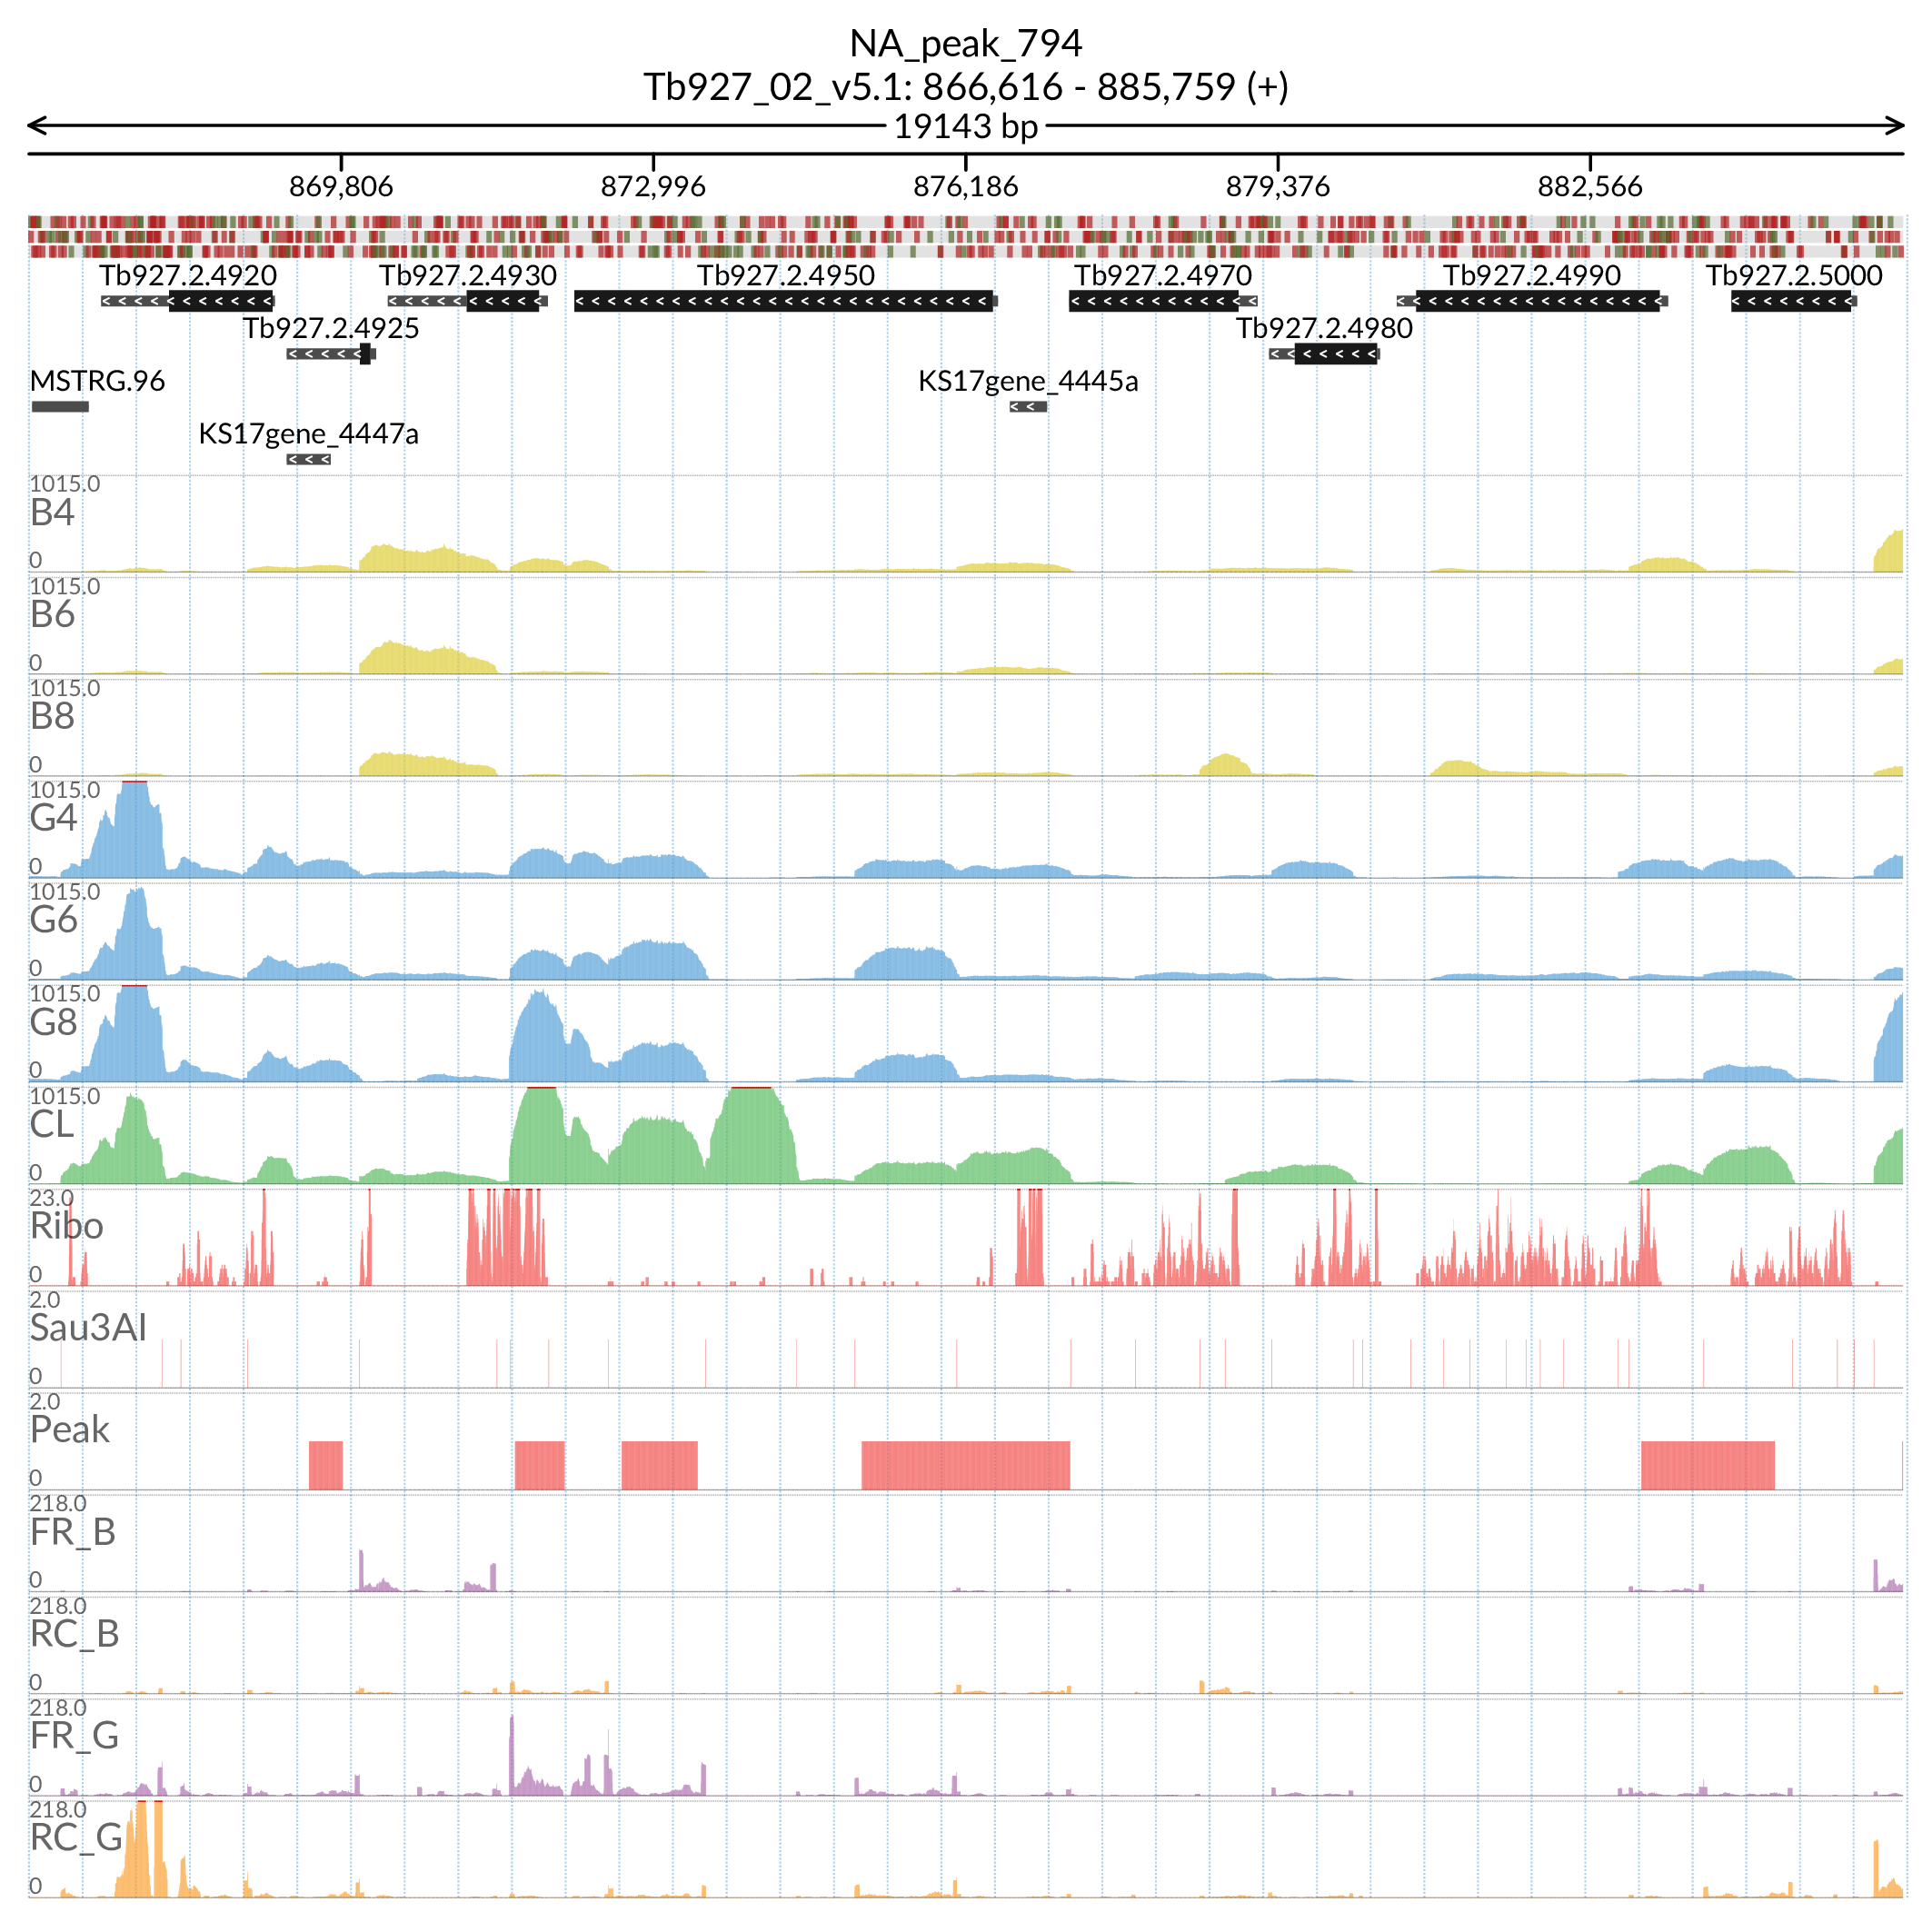 NA_peak_794
Tb927_02_v5.1: 866,616 - 885,759 (+)
19143 bp
869,806 872,996 876,186 879,376 882,566
Tb927.2.4920 Tb927.2.4930 Tb927.2.4950 Tb927.2.4970 Tb927.2.4990 Tb927.2.5000
Tb927.2.4925 Tb927.2.4980
MSTRG.96 KS17gene_4445a
KS17gene_4447a
1015.0
B4
0
1015.0
B6
0
1015.0
B8
0
1015.0
G4
0
1015.0
G6
0
1015.0
G8
0
1015.0
CL
0
23.0
Ribo
0
2.0
Sau3AI
0
2.0
Peak
0
218.0
FR_B
0
218.0
RC_B
0
218.0
FR_G
0
218.0
RC_G
0